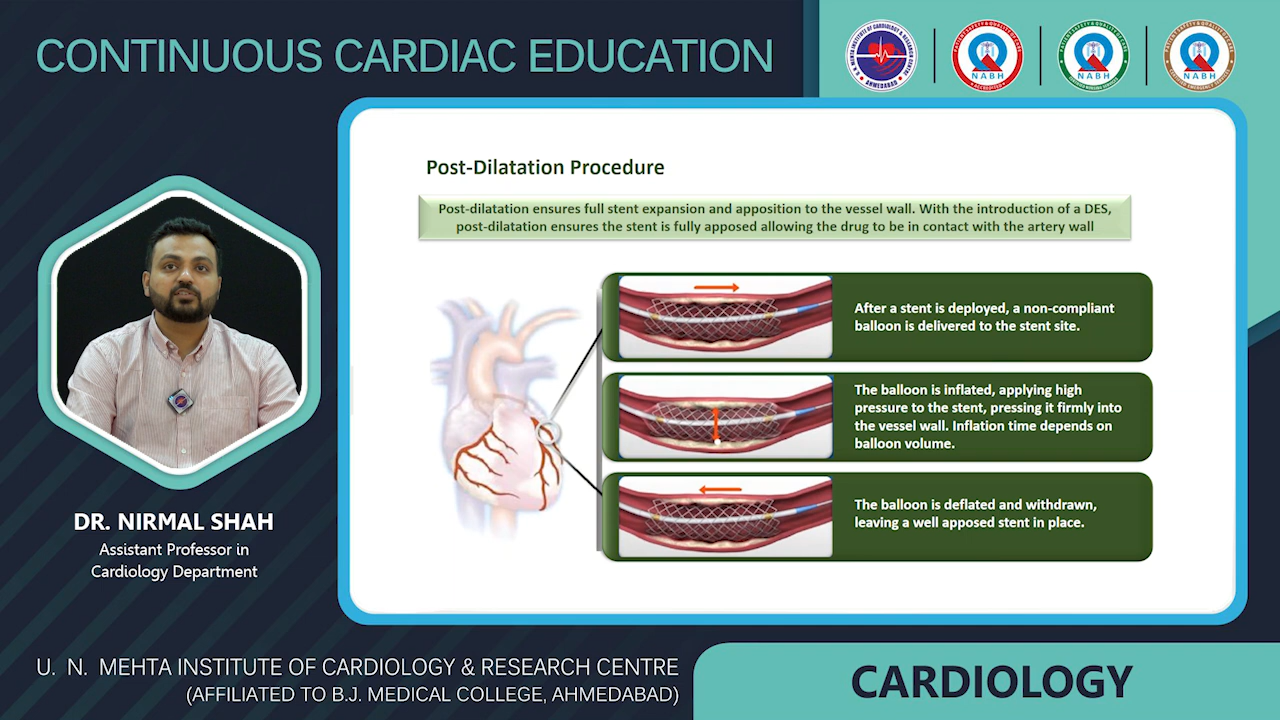 CONTINUOUS CARDIAC EDUCATION
NABH
NABH
NABH
AHMEDABAD
Post-Dilatation Procedure
Post-dilatation ensures full stent expansion and apposition to the vessel wall. With the introduction of a DES,
post-dilatation ensures the stent is fully apposed allowing the drug to be in contact with the artery wall
After a stent is deployed, a non-compliant
balloon is delivered to the stent site.
The balloon is inflated, applying high
pressure to the stent, pressing it firmly into
the vessel wall. Inflation time depends on
balloon volume.
The balloon is deflated and withdrawn,
leaving a well apposed stent in place.
DR. NIRMAL SHAH
Assistant Professor in
Cardiology Department
U. N. MEHTA INSTITUTE OF CARDIOLOGY & RESEARCH CENTRE
(AFFILIATED TO B.J. MEDICAL COLLEGE, AHMEDABAD)
CARDIOLOGY